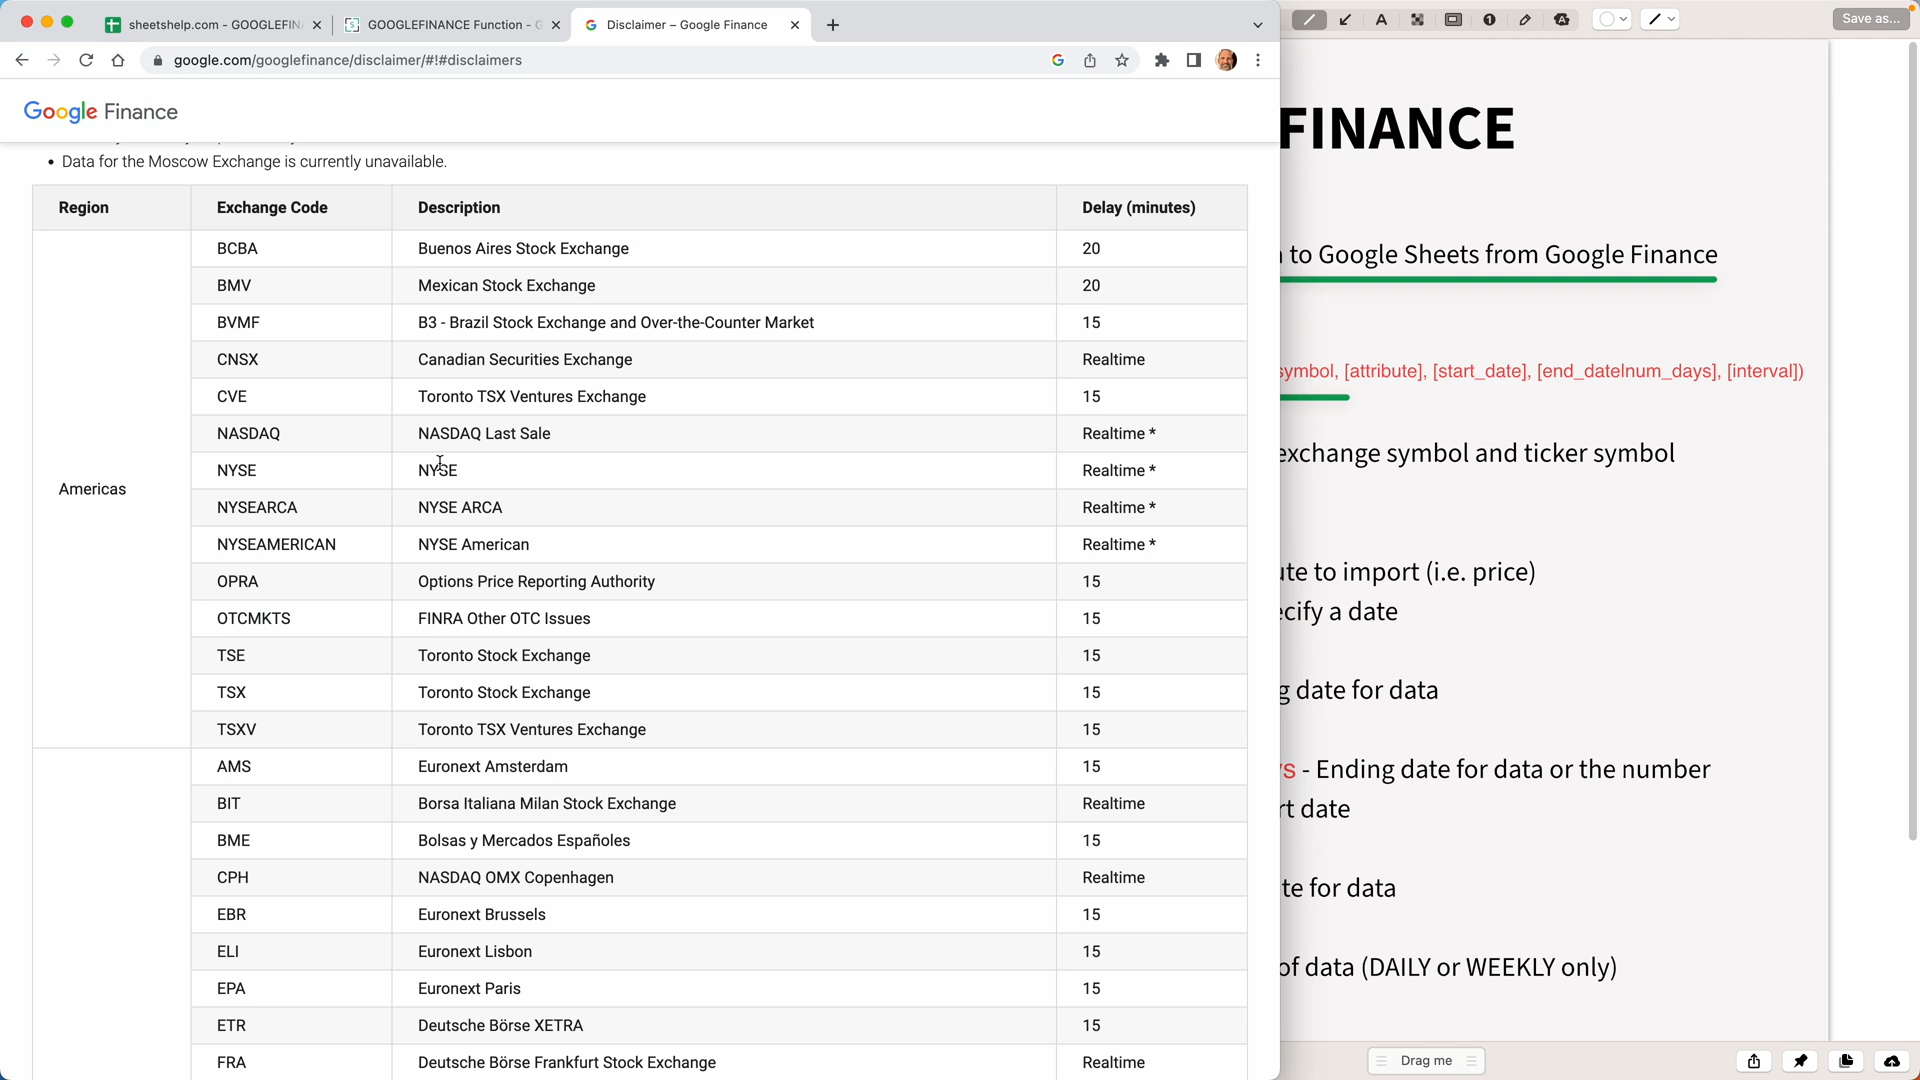 sheetshelp.com - GOOGLEFIN
GOOGLEFINANCE Function - G
Disclaimer – Google Finance
google.com/googlefinance/disclaimer/#!#disclaimers
Save as...
Google Finance
• Data for the Moscow Exchange is currently unavailable.
Region Exchange Code Description Delay (minutes)
BCBA Buenos Aires Stock Exchange 20
BMV Mexican Stock Exchange 20
BVMF B3 - Brazil Stock Exchange and Over-the-Counter Market 15
CNSX Canadian Securities Exchange Realtime
CVE Toronto TSX Ventures Exchange 15
NASDAQ NASDAQ Last Sale Realtime *
NYSE NYSE Realtime *
Americas
NYSEARCA NYSE ARCA Realtime *
NYSEAMERICAN NYSE American Realtime *
OPRA Options Price Reporting Authority 15
OTCMKTS FINRA Other OTC Issues 15
TSE Toronto Stock Exchange 15
TSX Toronto Stock Exchange 15
TSXV Toronto TSX Ventures Exchange 15
AMS Euronext Amsterdam 15
BIT Borsa Italiana Milan Stock Exchange Realtime
BME Bolsas y Mercados Españoles 15
CPH NASDAQ OMX Copenhagen Realtime
EBR Euronext Brussels 15
ELI Euronext Lisbon 15
EPA Euronext Paris 15
ETR Deutsche Börse XETRA 15
FRA Deutsche Börse Frankfurt Stock Exchange Realtime
FINANCE
to Google Sheets from Google Finance
symbol, [attribute], [start_date], [end_date|num_days], [interval])
exchange symbol and ticker symbol
ute to import (i.e. price)
ecify a date
g date for data
s - Ending date for data or the number
rt date
te for data
of data (DAILY or WEEKLY only)
Drag me